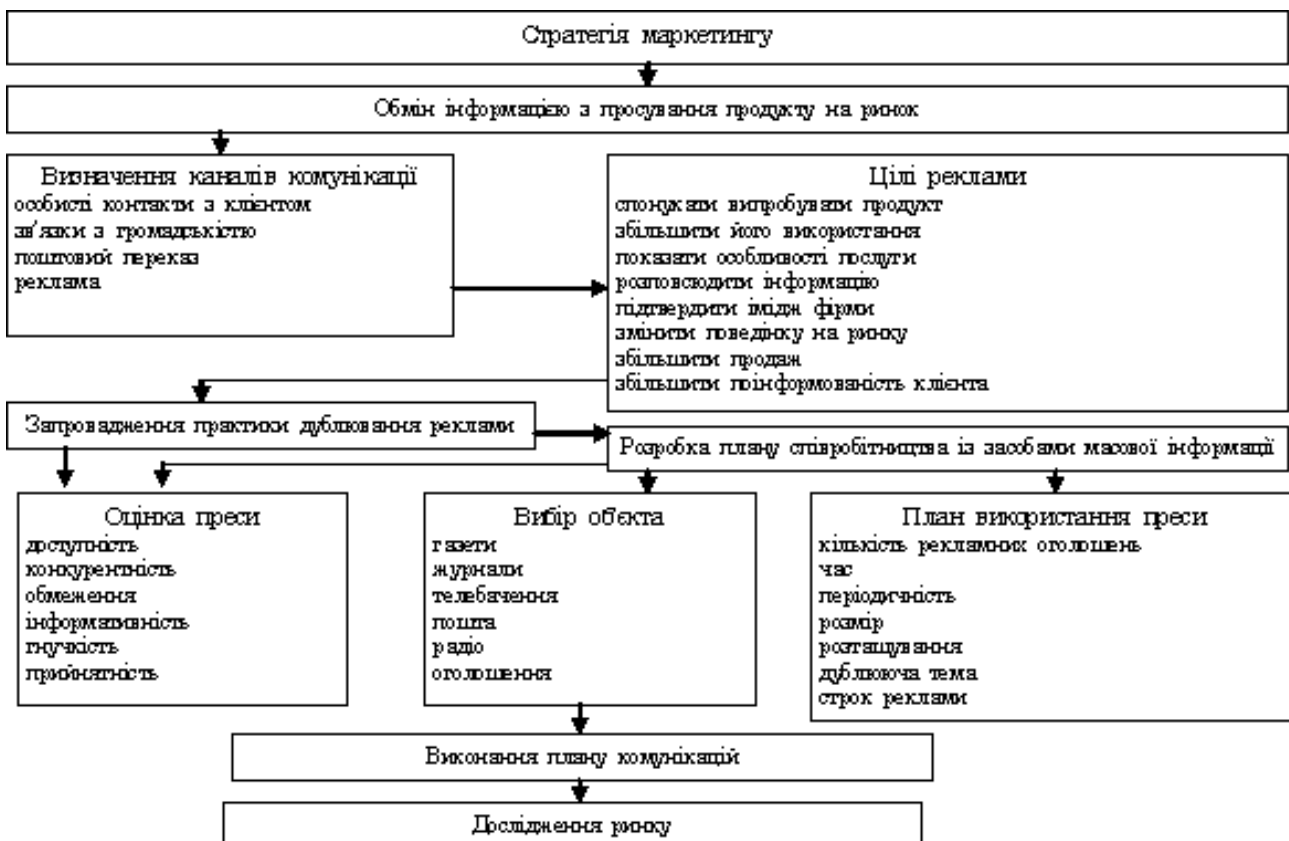 Стратегія маркетингу
Обмін інформацією з просування продукту на ринок
Визначення каналів комунікації
особисті контакти з клієнтом
зв'язки з громадськістю
поштовий переказ
реклама
Цілі реклами
спонукати випробувати продукт
збільшити його використання
показати особливості послуги
розповсюдити інформацію
підтвердити імідж фірми
змінити поведінку на ринку
збільшити продаж
збільшити поінформованість клієнта
Запровадження практики дублювання реклами
Розробка плану співробітництва із засобами масової інформації
Оцінка преси
доступність
конкурентність
обмеження
інформативність
гнучкість
прийнятність
Вибір об'єкта
газети
журнали
телебачення
пошта
радіо
оголошення
План використання преси
кількість рекламних оголошень
час
періодичність
розмір
розташування
дублююча тема
строк реклами
Виконання плану комунікацій
Дослідження ринку